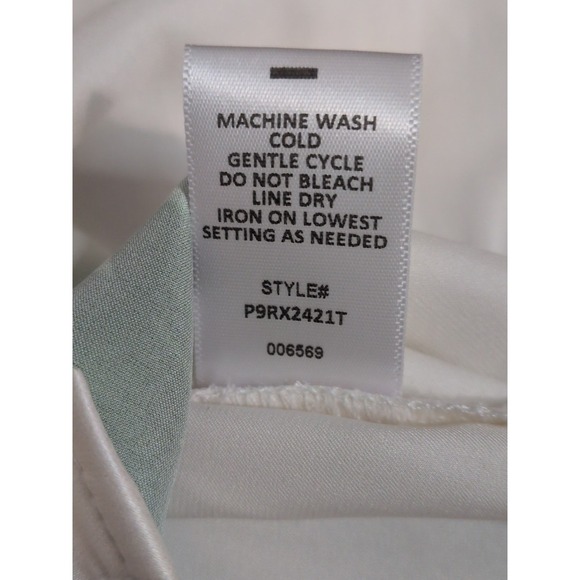 MACHINE WASH
COLD
GENTLE CYCLE
DO NOT BLEACH
LINE DRY
IRON ON LOWEST
SETTING AS NEEDED
STYLE#
P9RX2421T
006569